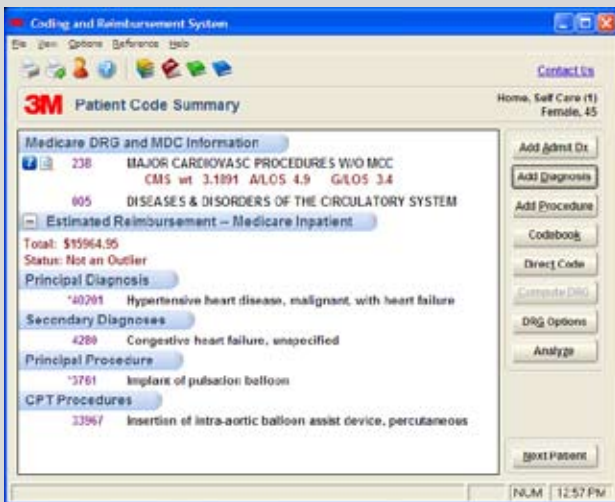 Coding and Reimbursement System
File View Options Reference Help
Contact Us
3M Patient Code Summary
Home, Self Care (1)
Female, 45
Medicare DRG and MDC Information
238 MAJOR CARDIOVASC PROCEDURES W/O MCC
CMS wt 3.1091 A/LOS 4.9 G/LOS 3.4
005 DISEASES & DISORDERS OF THE CIRCULATORY SYSTEM
Estimated Reimbursement -- Medicare Inpatient
Total: $15964.95
Status: Not an Outlier
Principal Diagnosis
*40201 Hypertensive heart disease, malignant, with heart failure
Secondary Diagnoses
4280 Congestive heart failure, unspecified
Principal Procedure
*3761 Implant of pulsation balloon
CPT Procedures
33967 Insertion of intra-aortic balloon assist device, percutaneous
Add Admit Dx
Add Diagnosis
Add Procedure
Codebook
Direct Code
Compute DRG
DRG Options
Analyze
Next Patient
NUM 12:57 PM